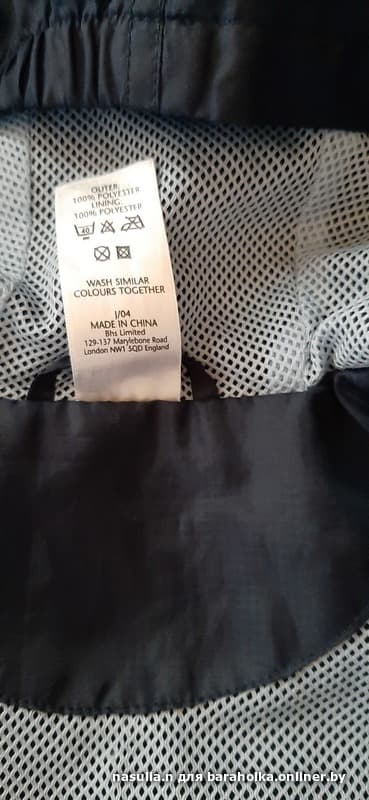 OUTER:
100% POLYESTER
LINING:
100% POLYESTER
40
WASH SIMILAR
COLOURS TOGETHER
J/04
MADE IN CHINA
Bhs Limited
129-137 Marylebone Road
London NW1 5QD England
nasulla.n для baraholka.onliner.by